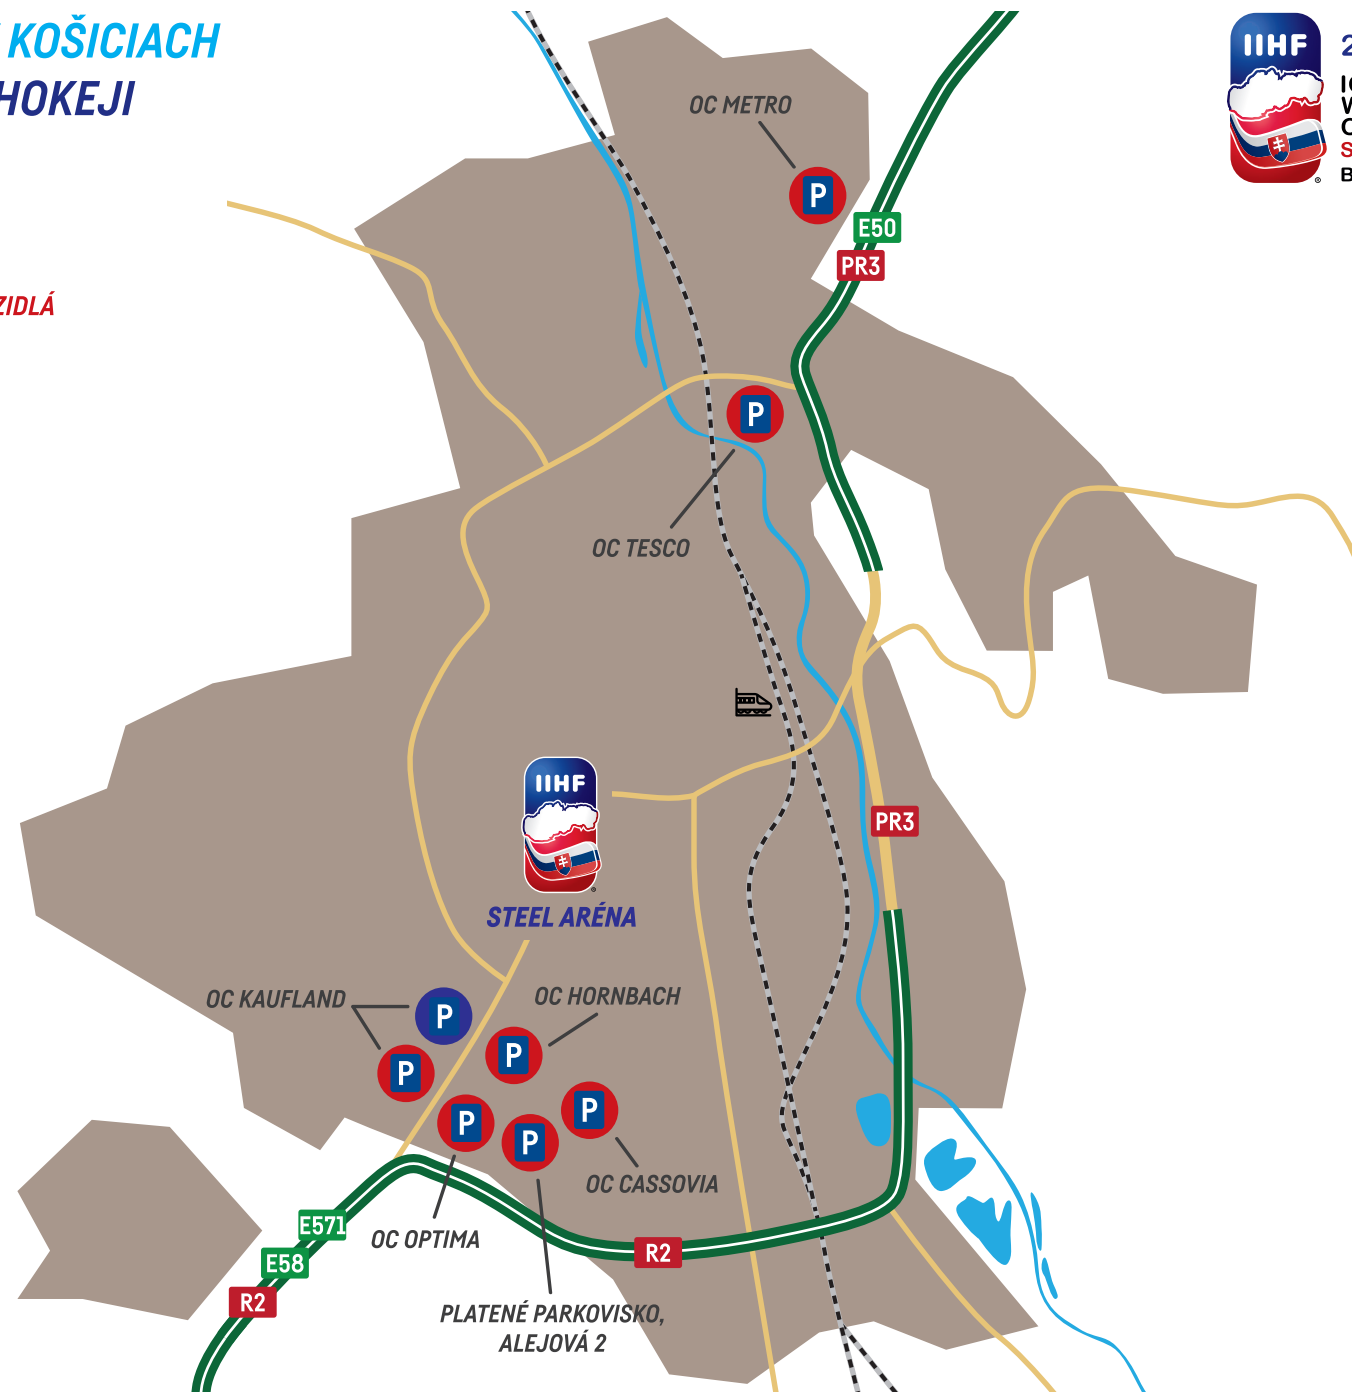 KOŠICIACH
HOKEJI
ZIDLÁ
IIHF
2
B
OC METRO
P
E50
PR3
P
OC TESCO
IIHF
PR3
STEEL ARÉNA
OC KAUFLAND
P
OC HORNBACH
P
P
P
P
P
OC CASSOVIA
OC OPTIMA
E571
E58
R2
R2
PLATENÉ PARKOVISKO,
ALEJOVÁ 2